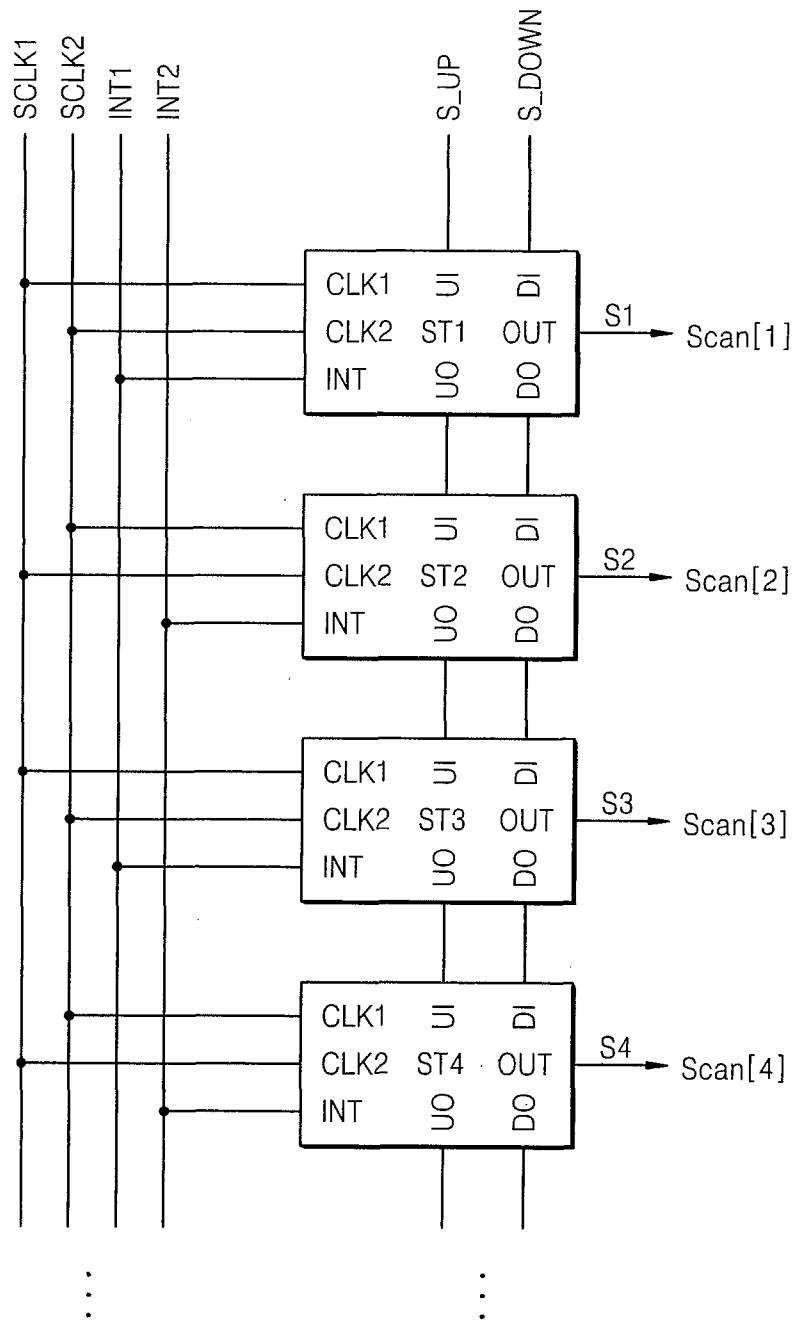 SCLK1
SCLK2
INT1
INT2
S_UP
S_DOWN
CLK1 UI DI
CLK2 ST1 OUT
INT UO DO
S1
Scan[1]
CLK1 UI DI
CLK2 ST2 OUT
INT UO DO
S2
Scan[2]
CLK1 UI DI
CLK2 ST3 OUT
INT UO DO
S3
Scan[3]
CLK1 UI DI
CLK2 ST4 OUT
INT UO DO
S4
Scan[4]